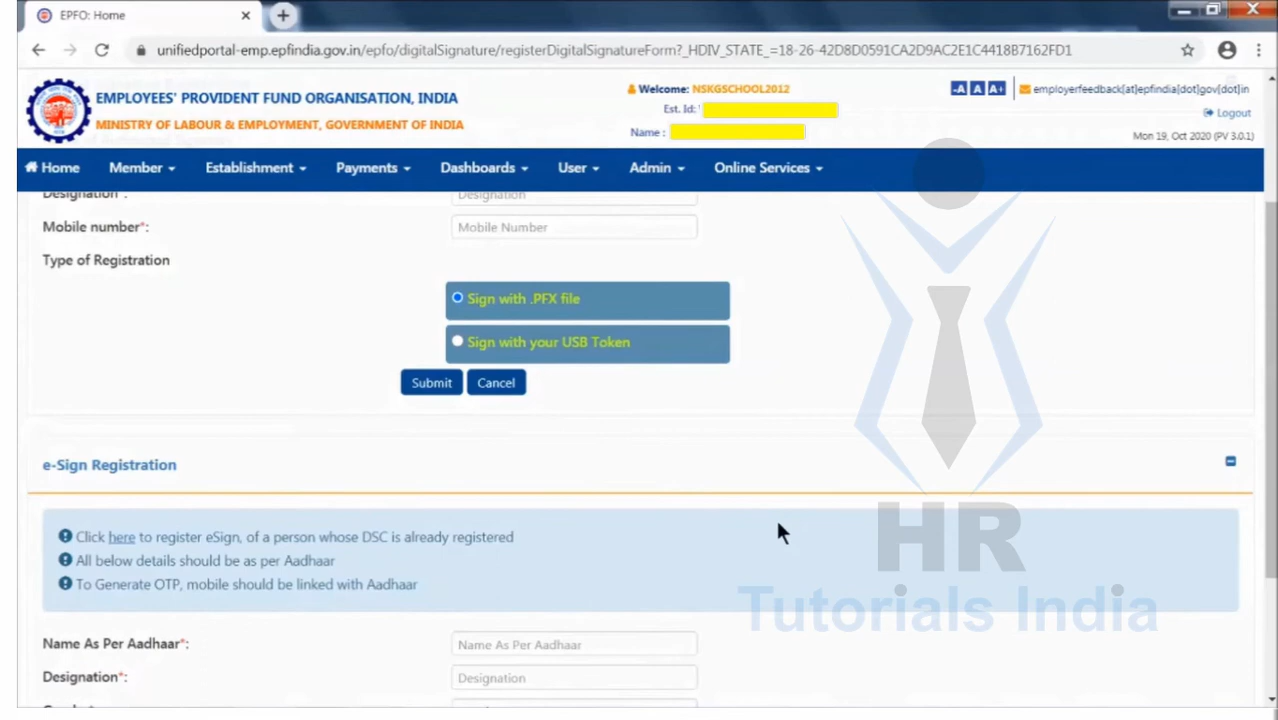 EPFO: Home
unifiedportal-emp.epfindia.gov.in/epfo/digitalSignature/registerDigitalSignatureForm?_HDIV_STATE_=18-26-42D8D0591CA2D9AC2E1C4418B7162FD1
EMPLOYEES' PROVIDENT FUND ORGANISATION, INDIA
MINISTRY OF LABOUR & EMPLOYMENT, GOVERNMENT OF INDIA
Welcome: NSKGSCHOOL2012
Est. Id:
Name :
-A A A+
employerfeedback[at]epfindia[dot]gov[dot]in
Logout
Mon 19, Oct 2020 (PV 3.0.1)
Home Member Establishment Payments Dashboards User Admin Online Services
Designation*: Designation
Mobile number*: Mobile Number
Type of Registration
Sign with .PFX file
Sign with your USB Token
Submit Cancel
e-Sign Registration
Click here to register eSign, of a person whose DSC is already registered
All below details should be as per Aadhaar
To Generate OTP, mobile should be linked with Aadhaar
HR
Tutorials India
Name As Per Aadhaar*: Name As Per Aadhaar
Designation*: Designation